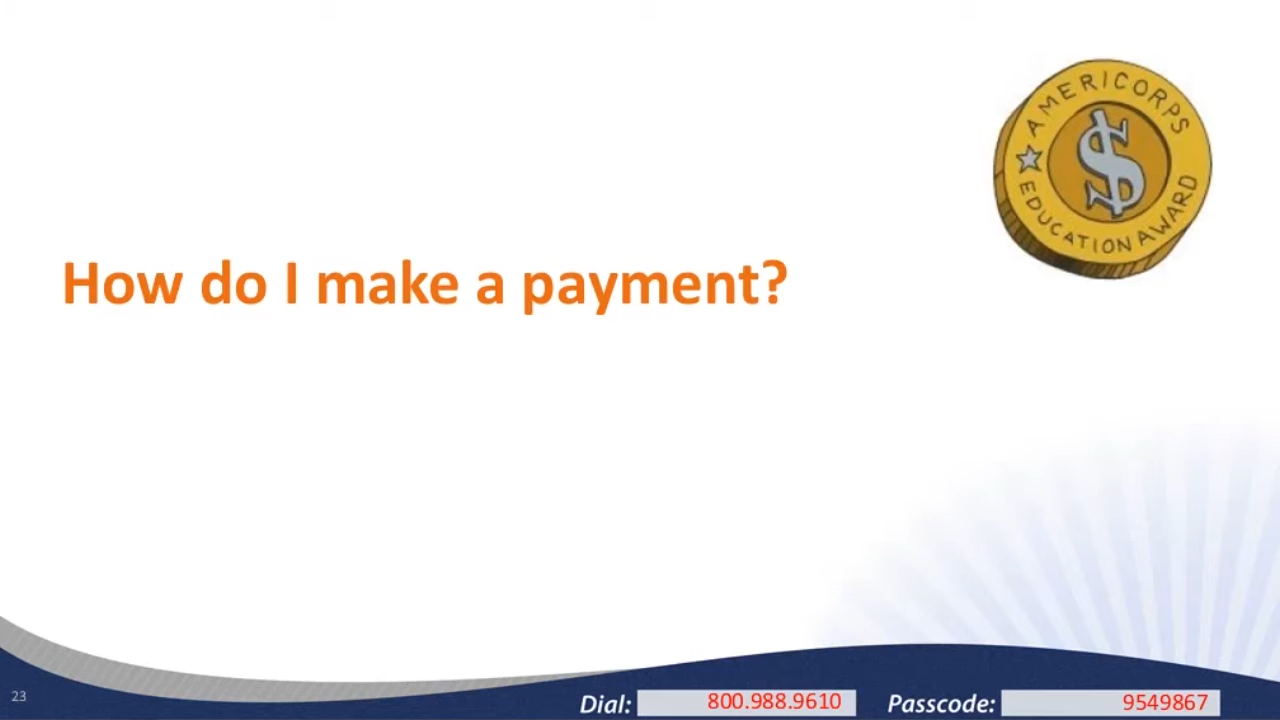 AMERICORPS
EDUCATION AWARD
How do I make a payment?
23
Dial: 800.988.9610 Passcode: 9549867